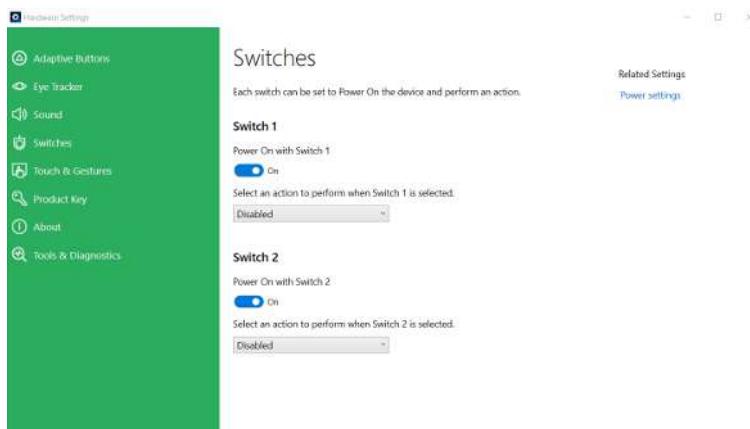 Hardware Settings
Adaptive Buttons
Eye Tracker
Sound
Switches
Touch & Gestures
Product Key
About
Tools & Diagnostics
Switches
Each switch can be set to Power On the device and perform an action.
Switch 1
Power On with Switch 1
On
Select an action to perform when Switch 1 is selected.
Disabled
Switch 2
Power On with Switch 2
On
Select an action to perform when Switch 2 is selected.
Disabled
Related Settings
Power settings